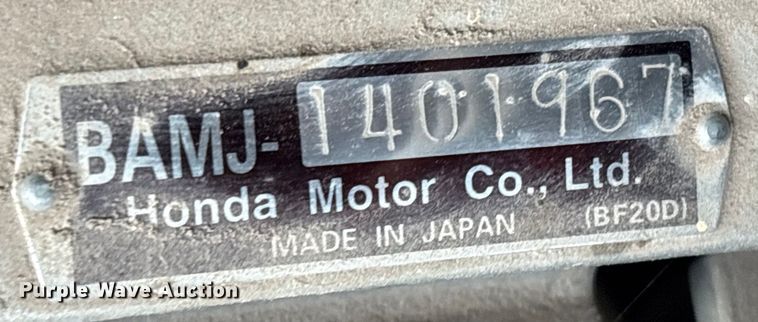 BAMJ-1401967
Honda Motor Co., Ltd.
MADE IN JAPAN (BF20D)
Purple Wave Auction